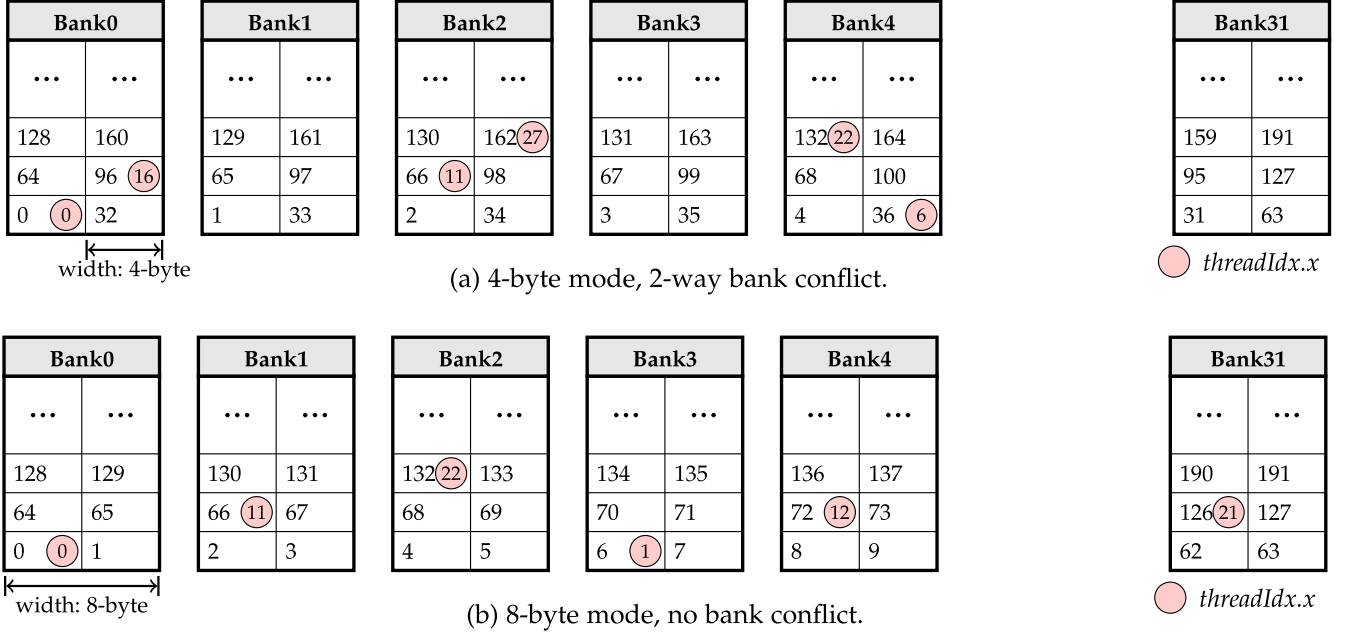 Bank0 Bank1 Bank2 Bank3 Bank4 Bank31
... ... ... ... ... ... ... ... ... ... ... ...
128 160 129 161 130 162 27 131 163 132 22 164 159 191
64 96 16 65 97 66 11 98 67 99 68 100 95 127
0 0 32 1 33 2 34 3 35 4 36 6 31 63
width: 4-byte
(a) 4-byte mode, 2-way bank conflict.
threadIdx.x
Bank0 Bank1 Bank2 Bank3 Bank4 Bank31
... ... ... ... ... ... ... ... ... ... ... ...
128 129 130 131 132 22 133 134 135 136 137 190 191
64 65 66 11 67 68 69 70 71 72 12 73 126 21 127
0 0 1 2 3 4 5 6 1 7 8 9 62 63
width: 8-byte
(b) 8-byte mode, no bank conflict.
threadIdx.x